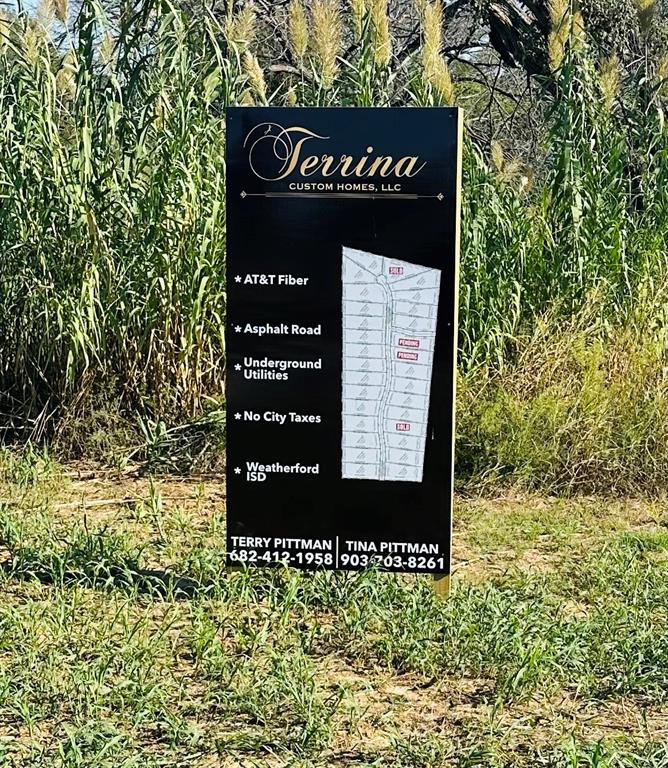 Terrina
CUSTOM HOMES, LLC
* AT&T Fiber
* Asphalt Road
* Underground
Utilities
* No City Taxes
* Weatherford
ISD
SOLD
PENDING
PENDING
SOLD
TERRY PITTMAN | TINA PITTMAN
682-412-1958 | 903-703-8261